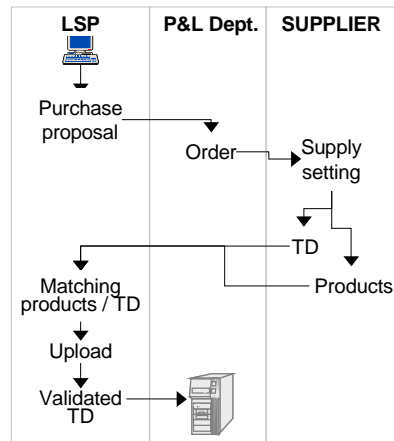 LSP P&L Dept. SUPPLIER
Purchase
proposal
Order
Supply
setting
TD
Matching
products / TD
Products
Upload
Validated
TD